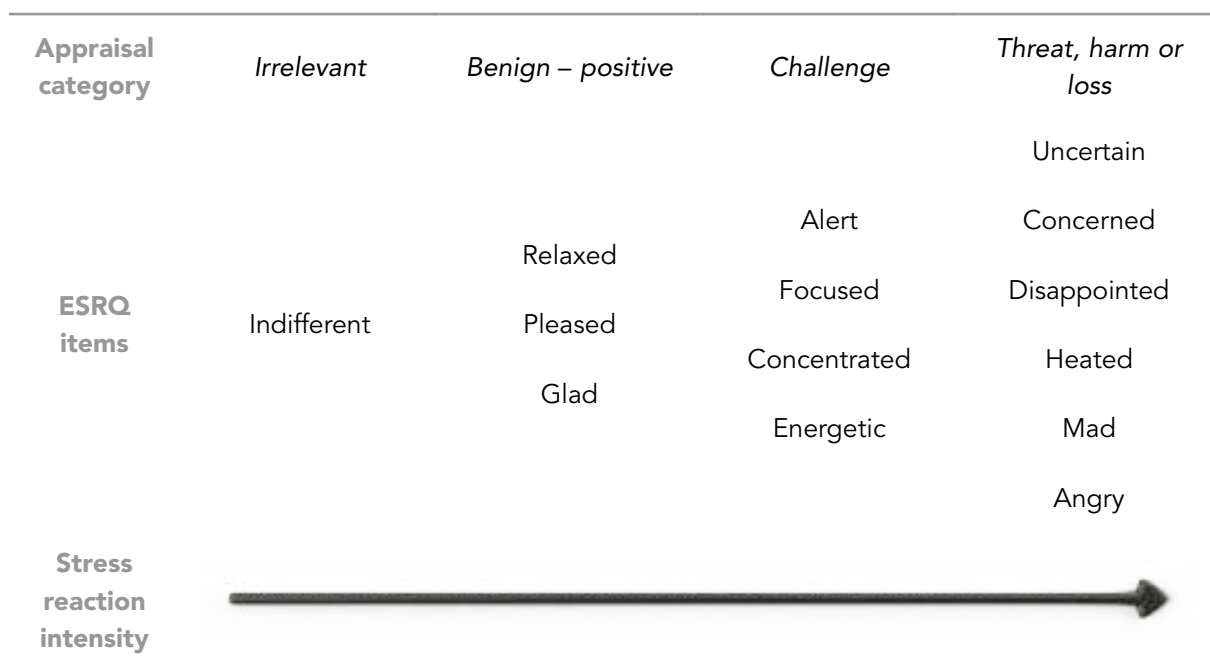 Appraisal category
Irrelevant
Benign – positive
Challenge
Threat, harm or loss
ESRQ items
Indifferent
Relaxed
Pleased
Glad
Alert
Focused
Concentrated
Energetic
Uncertain
Concerned
Disappointed
Heated
Mad
Angry
Stress reaction intensity